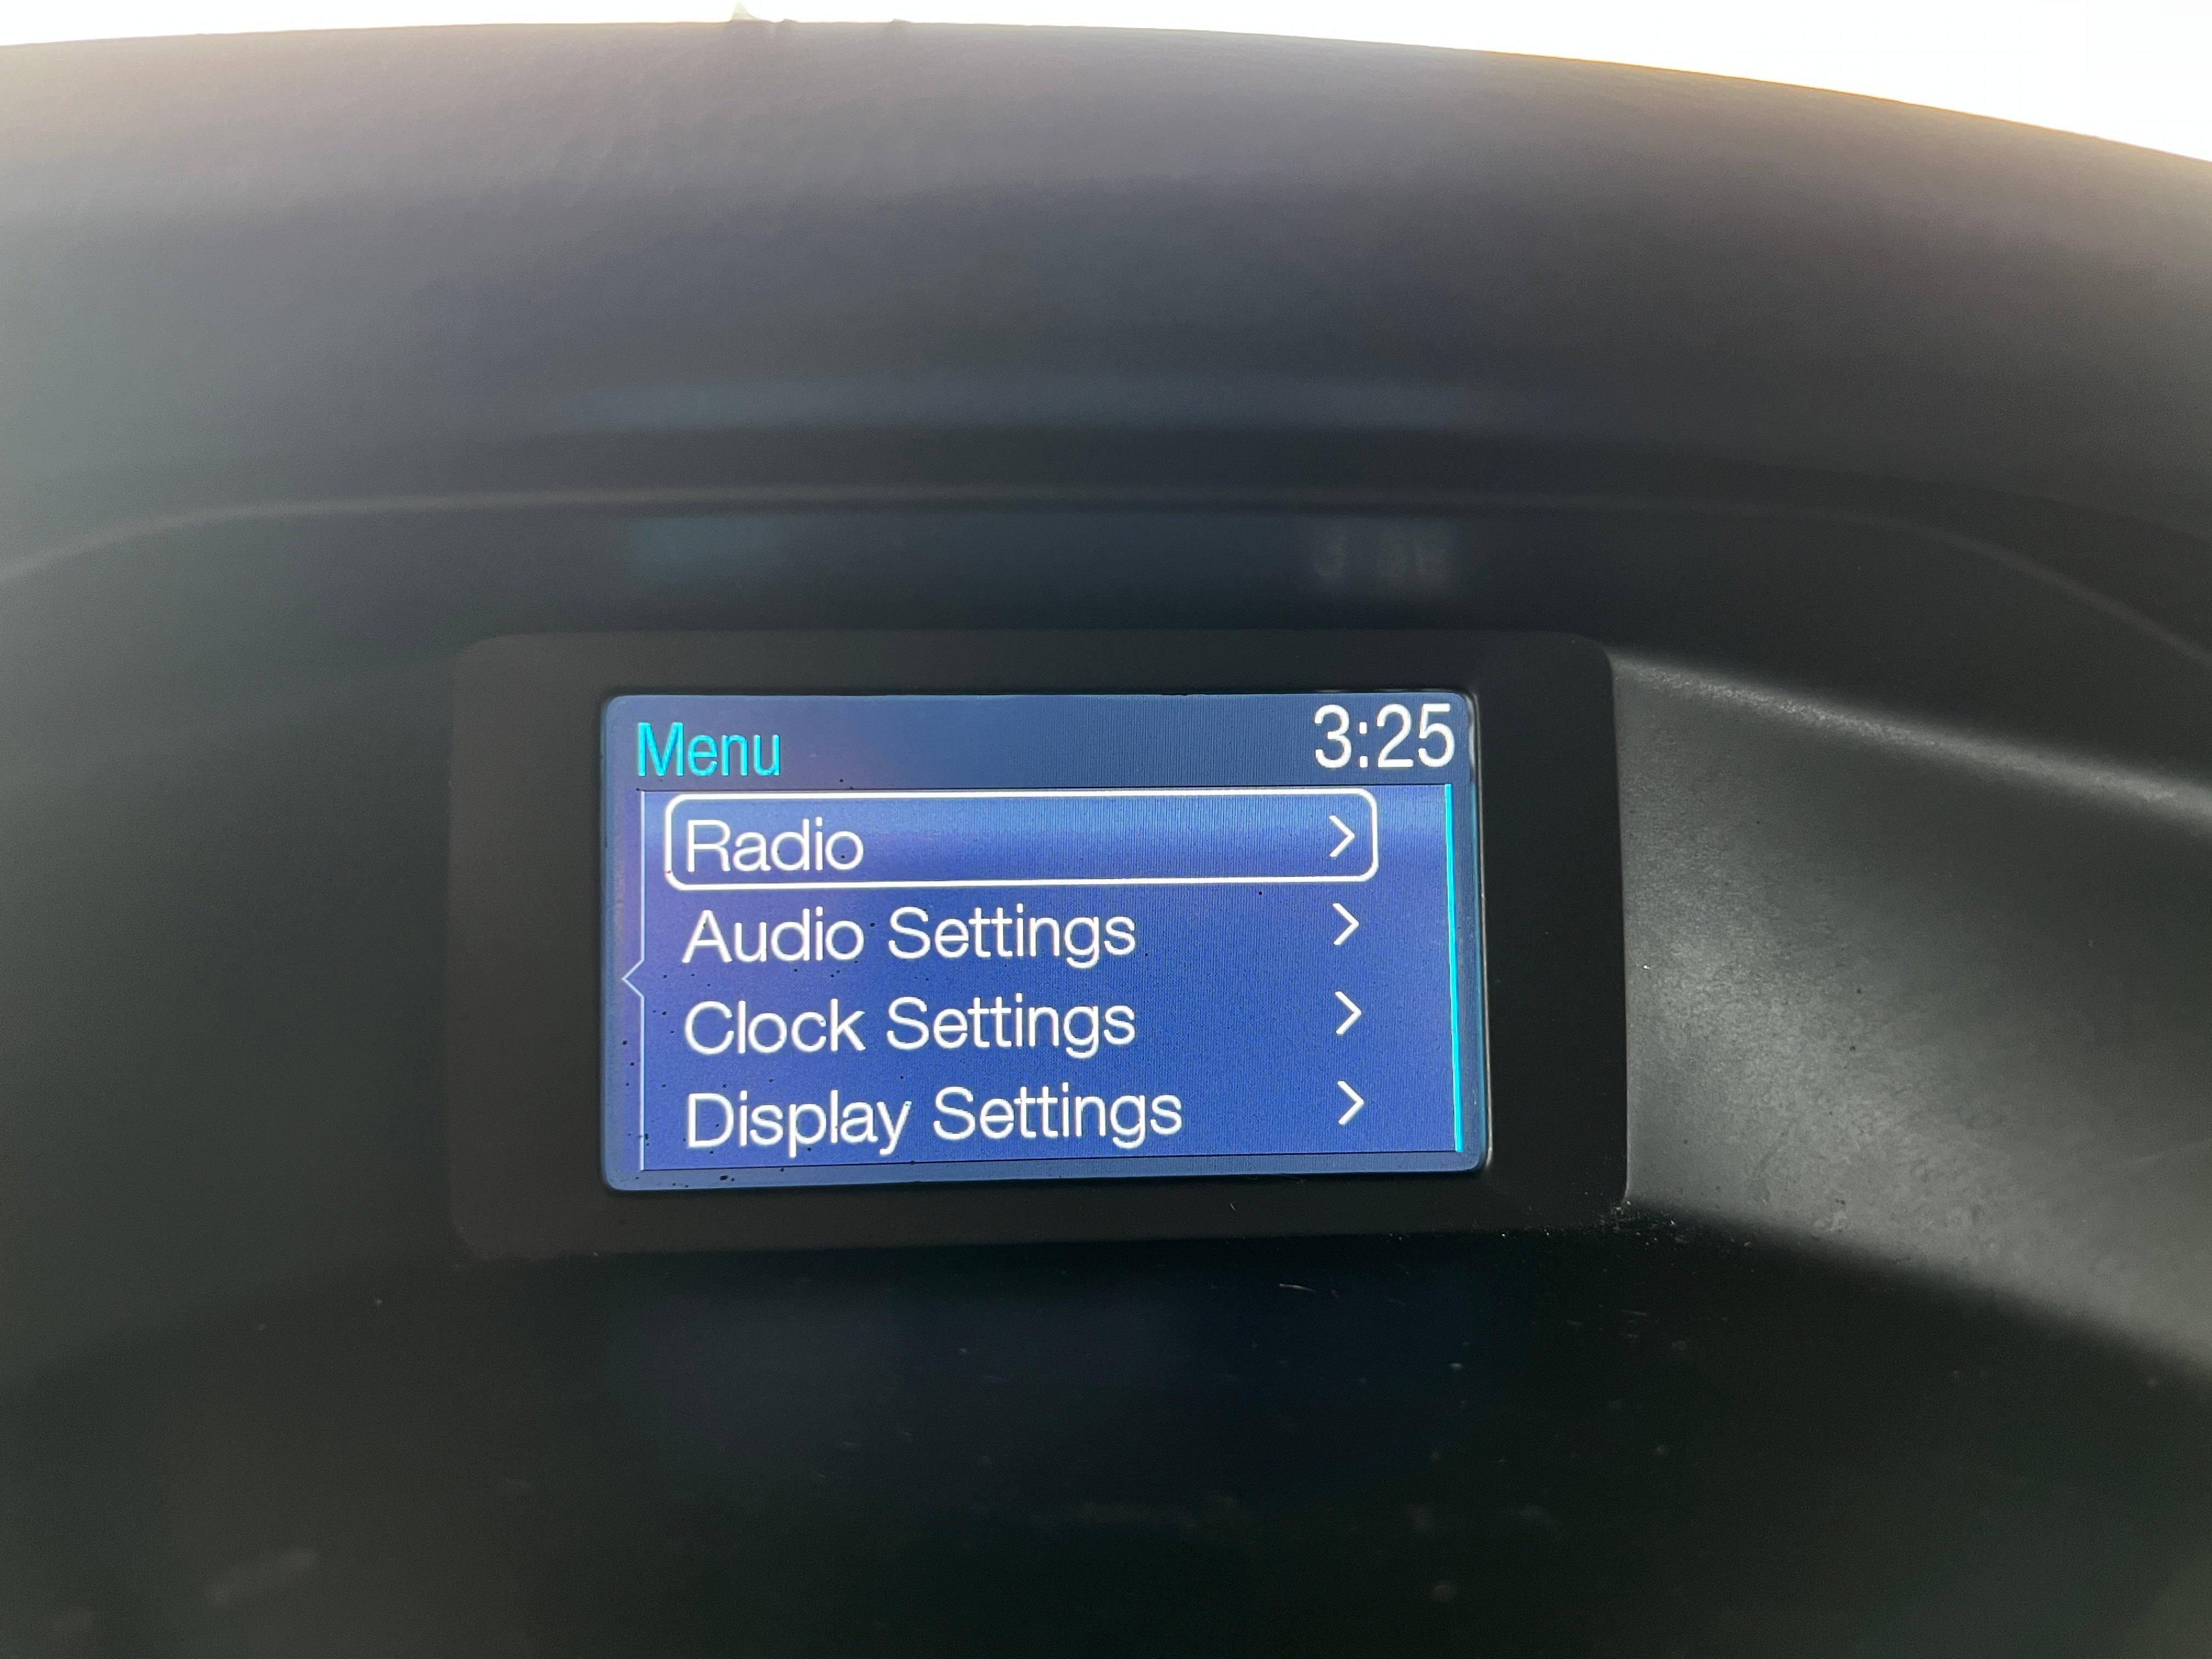 Menu 3:25
Radio >
Audio Settings >
Clock Settings >
Display Settings >